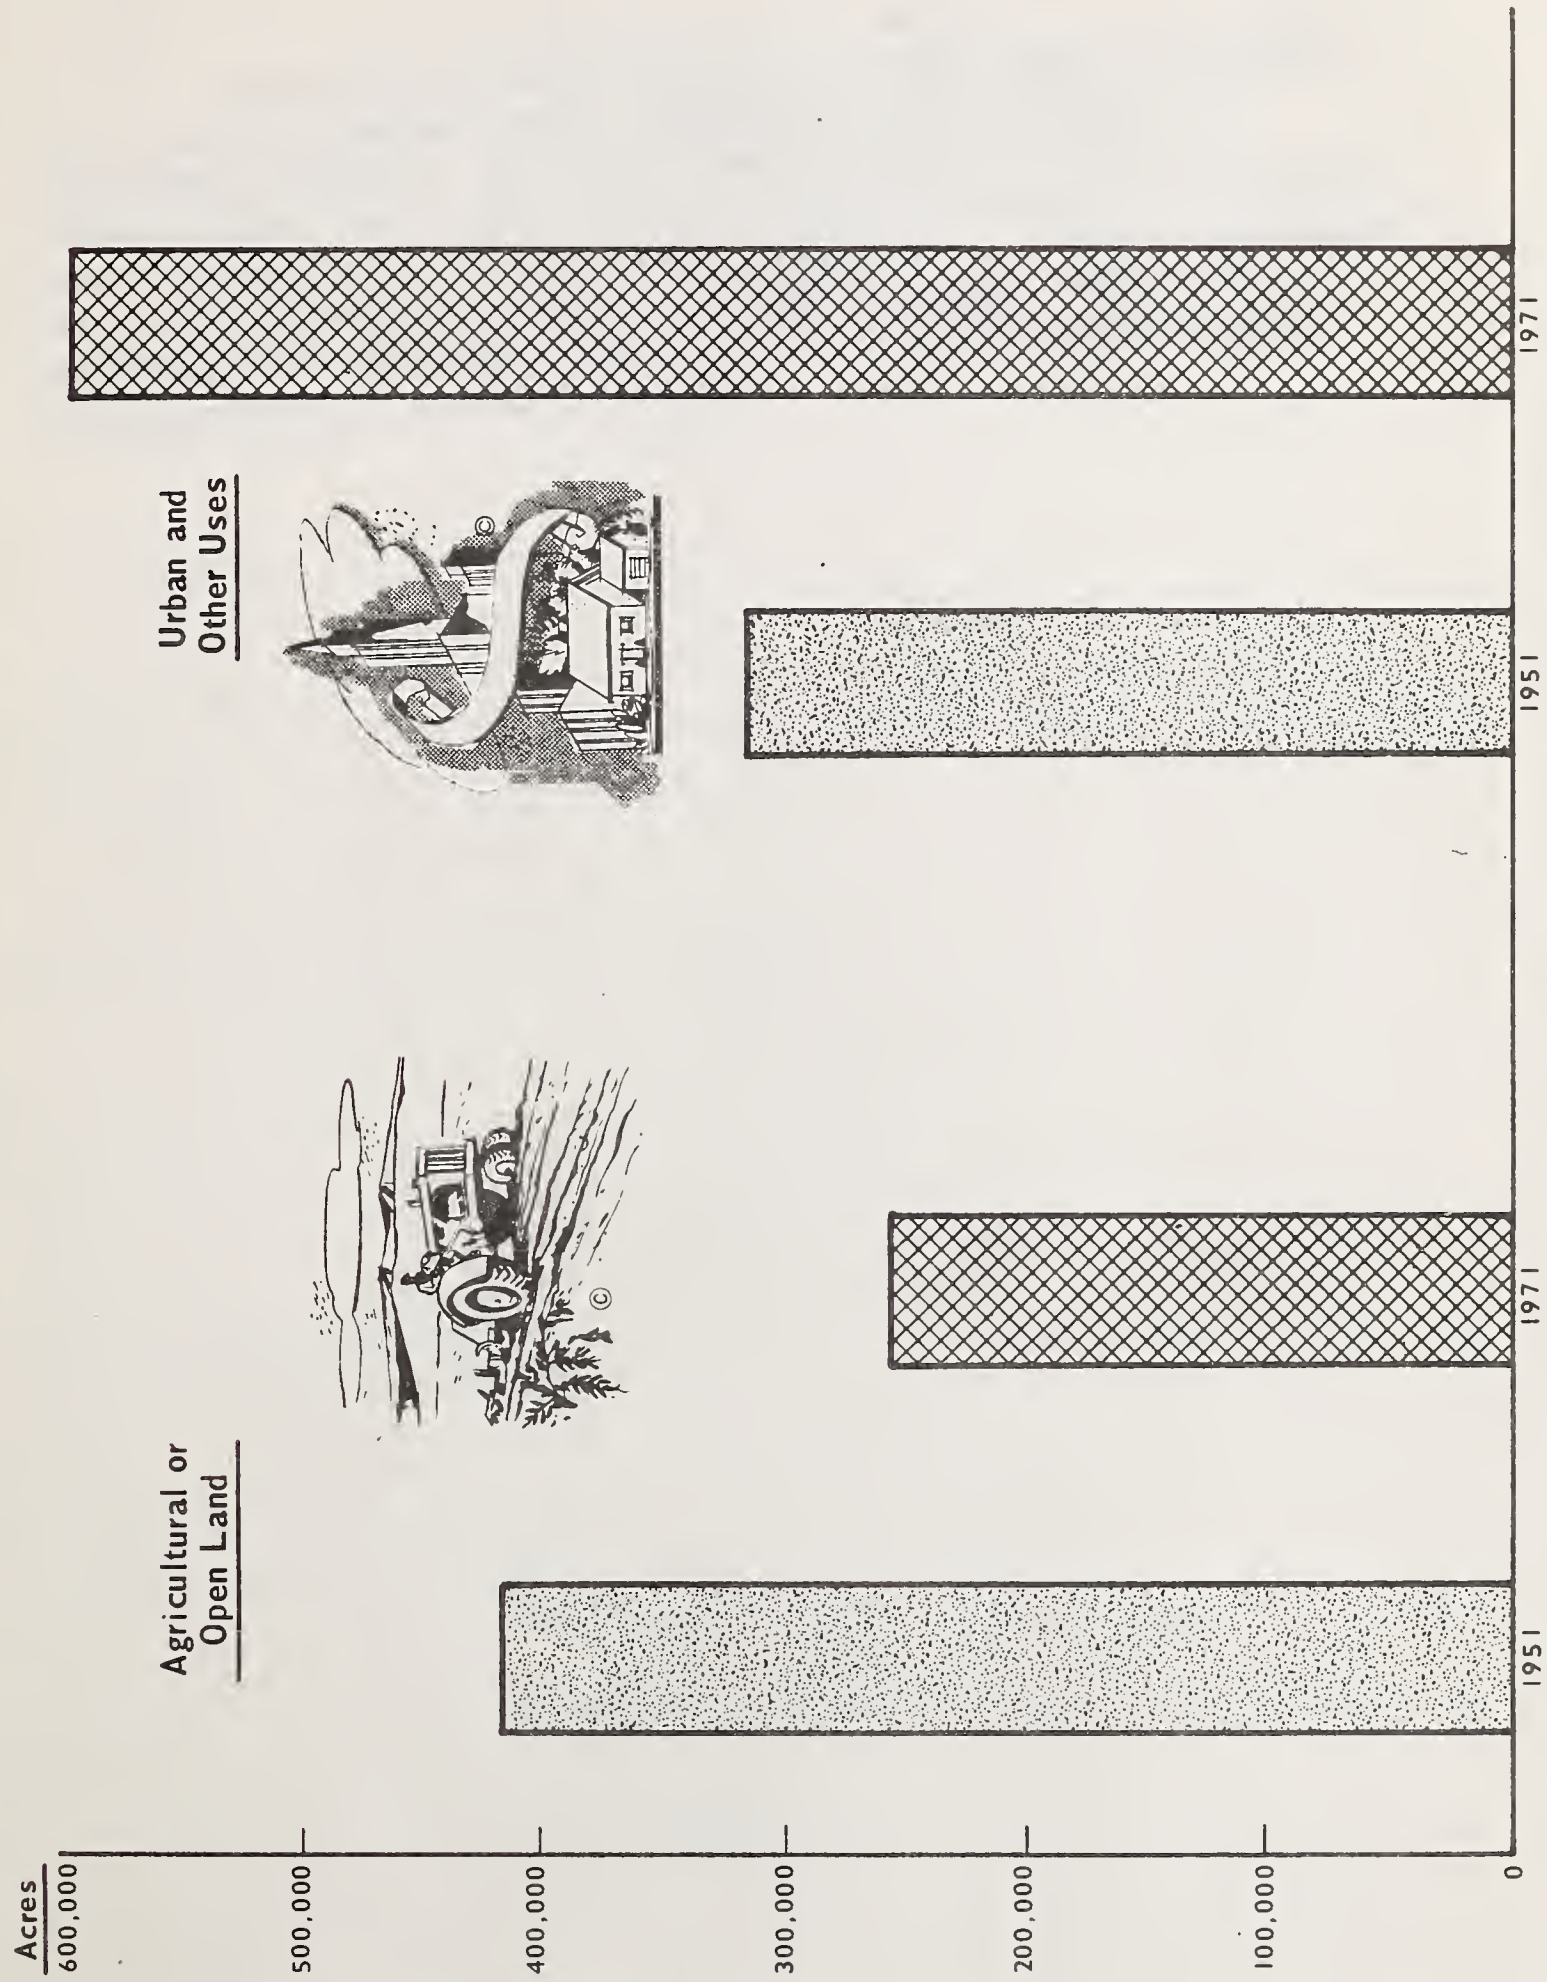 Acres
600,000
500,000
400,000
300,000
200,000
100,000
0
Agricultural or
Open Land
©
Urban and
Other Uses
©
1951
1971
1951
1971